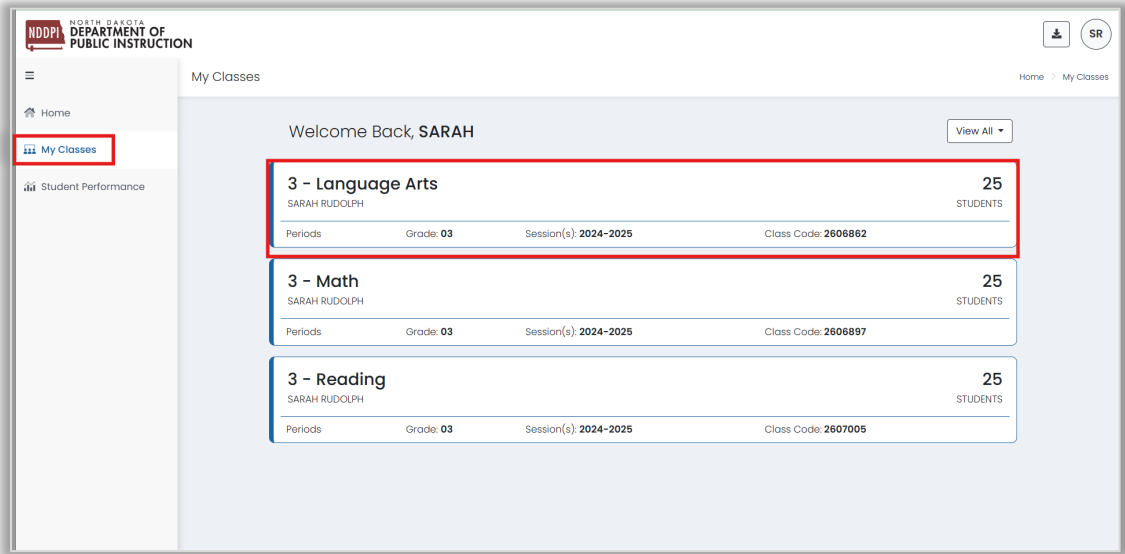 NDDPI
NORTH DAKOTA
DEPARTMENT OF
PUBLIC INSTRUCTION
SR
My Classes
Home > My Classes
Home
My Classes
Student Performance
Welcome Back, SARAH
View All
3 - Language Arts
25
SARAH RUDOLPH
STUDENTS
Periods Grade: 03 Session(s): 2024-2025 Class Code: 2606862
3 - Math
25
SARAH RUDOLPH
STUDENTS
Periods Grade: 03 Session(s): 2024-2025 Class Code: 2606897
3 - Reading
25
SARAH RUDOLPH
STUDENTS
Periods Grade: 03 Session(s): 2024-2025 Class Code: 2607005